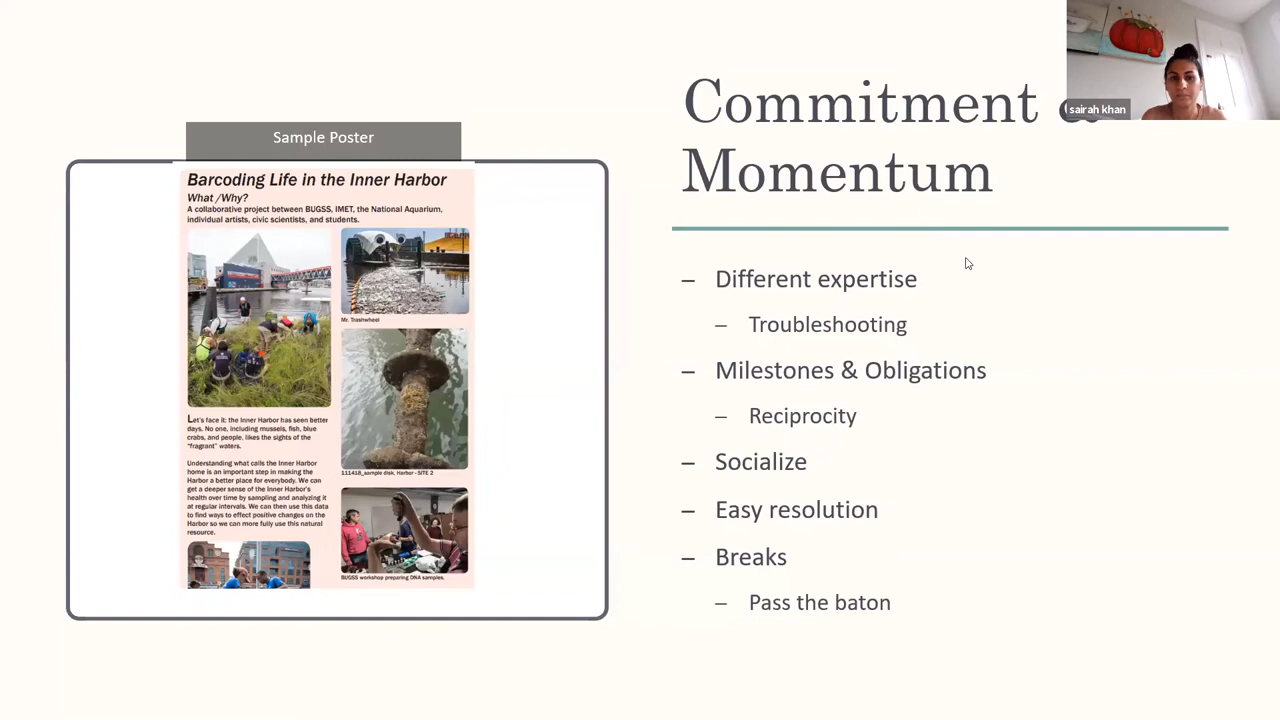 Sample Poster
Barcoding Life in the Inner Harbor
What /Why?
A collaborative project between BUGSS, IMET, the National Aquarium,
individual artists, civic scientists, and students.
Mr. Trashwheel
Let's face it: the Inner Harbor has seen better
days. No one, including mussels, fish, blue
crabs, and people, likes the sights of the
"fragrant" waters.
Understanding what calls the Inner Harbor
home is an important step in making the
Harbor a better place for everybody. We can
get a deeper sense of the Inner Harbor's
health over time by sampling and analyzing it
at regular intervals. We can then use this data
to find ways to effect positive changes on the
Harbor so we can more fully use this natural
resource.
111418_sample disk, Harbor - SITE 2
BUGSS workshop preparing DNA samples.
Commitment &
Momentum
– Different expertise
– Troubleshooting
– Milestones & Obligations
– Reciprocity
– Socialize
– Easy resolution
– Breaks
– Pass the baton
sairah khan